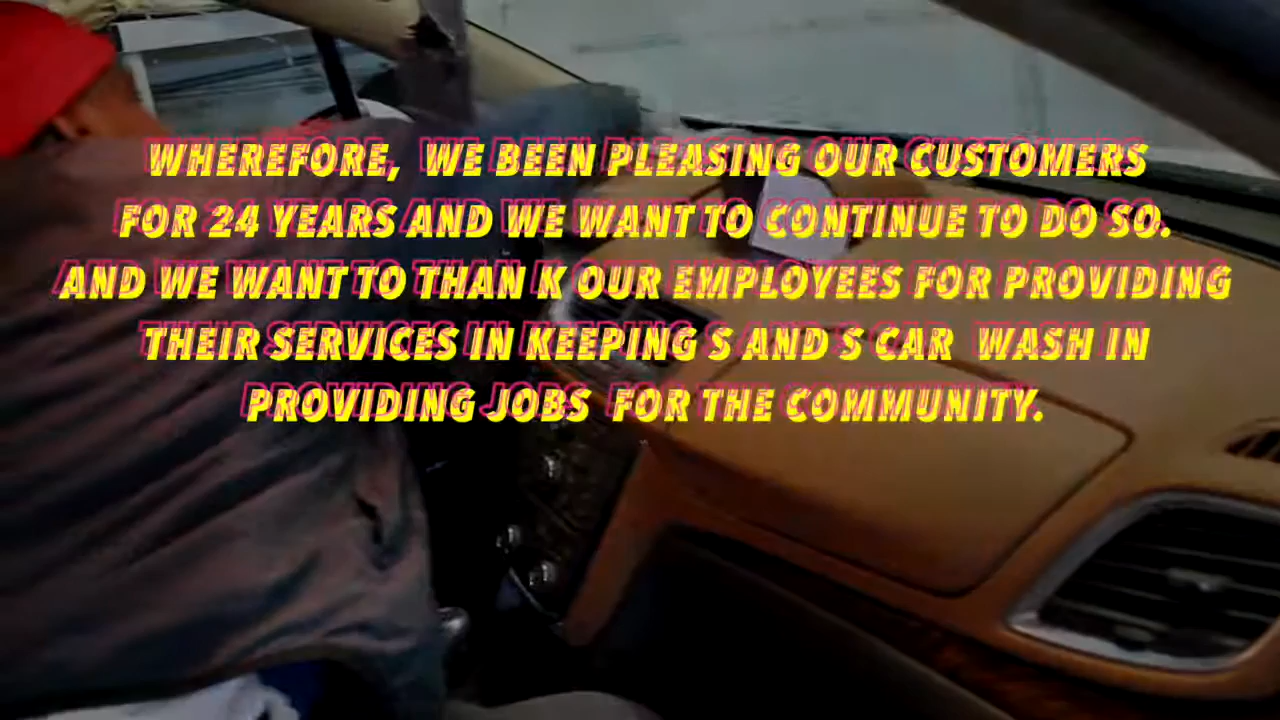 WHEREFORE, WE BEEN PLEASING OUR CUSTOMERS
FOR 24 YEARS AND WE WANT TO CONTINUE TO DO SO.
AND WE WANT TO THAN K OUR EMPLOYEES FOR PROVIDING
THEIR SERVICES IN KEEPING S AND S CAR WASH IN
PROVIDING JOBS FOR THE COMMUNITY.